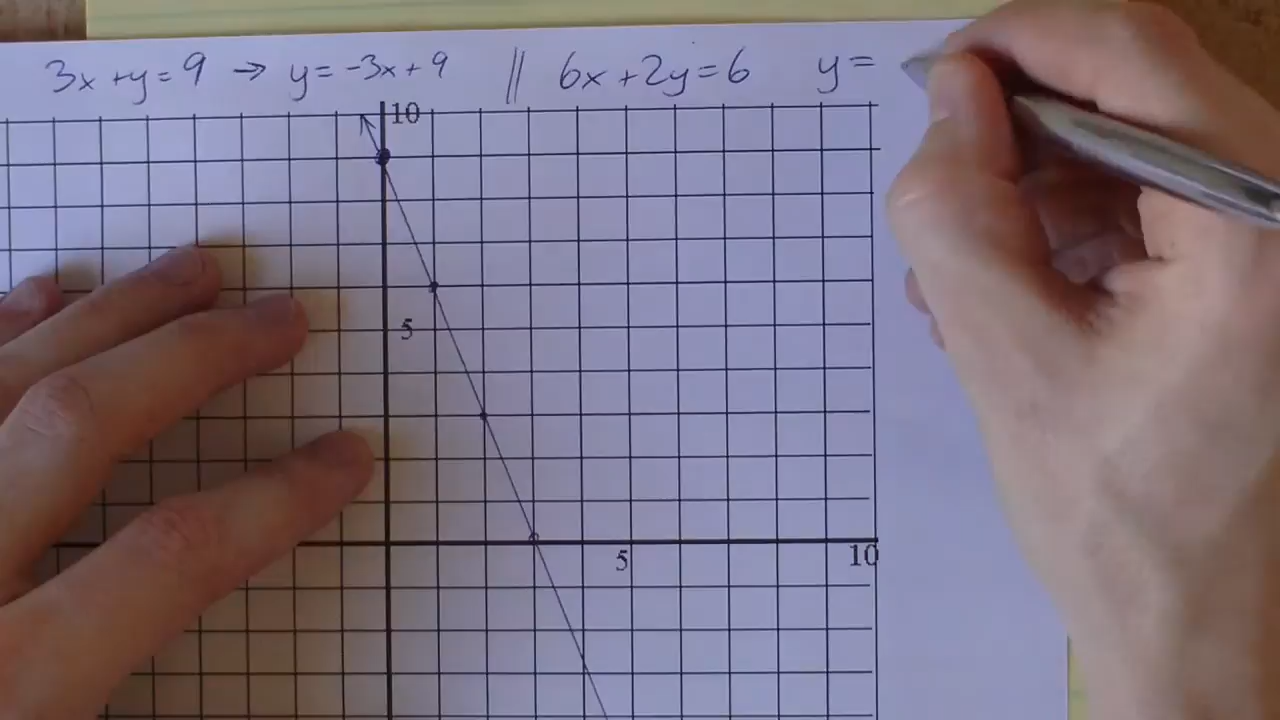 3x+y=9 → y=-3x+9 || 6x+2y=6 y=
10
5
5
10